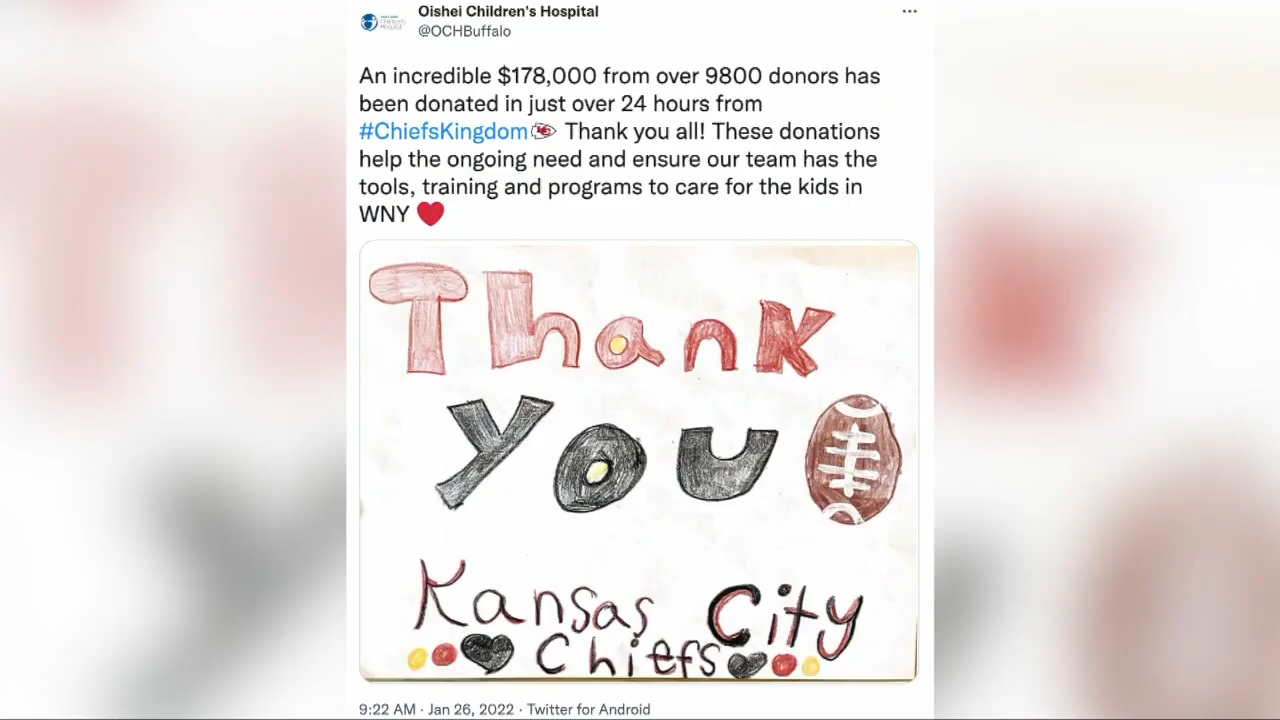 Oishei Children's Hospital
@OCHBuffalo
An incredible $178,000 from over 9800 donors has
been donated in just over 24 hours from
#ChiefsKingdom Thank you all! These donations
help the ongoing need and ensure our team has the
tools, training and programs to care for the kids in
WNY ❤️
Thank
You
Kansas City
Chiefs
9:22 AM · Jan 26, 2022 · Twitter for Android